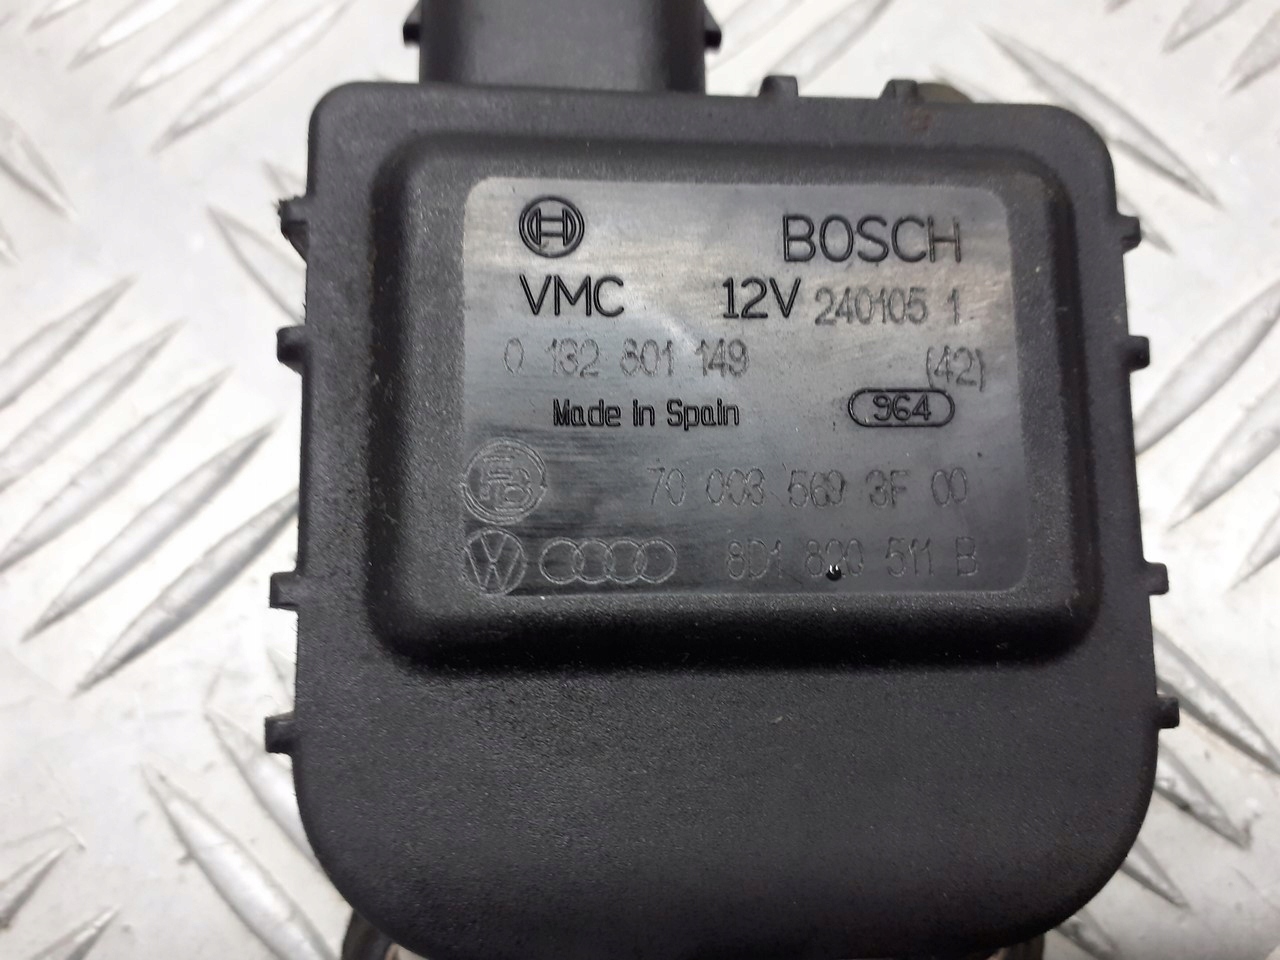 BOSCH
VMC 12V 240105 1
0 132 801 149 (42)
Made in Spain 964
70 003 569 3F 00
8D1 820 511 B